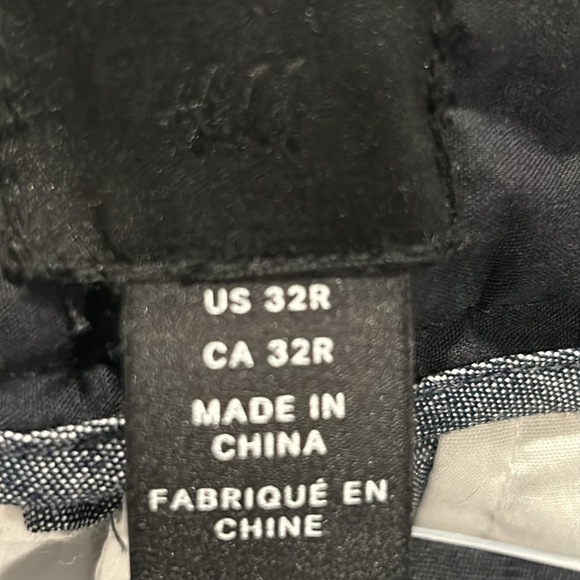 US 32R
CA 32R
MADE IN
CHINA
FABRIQUÉ EN
CHINE